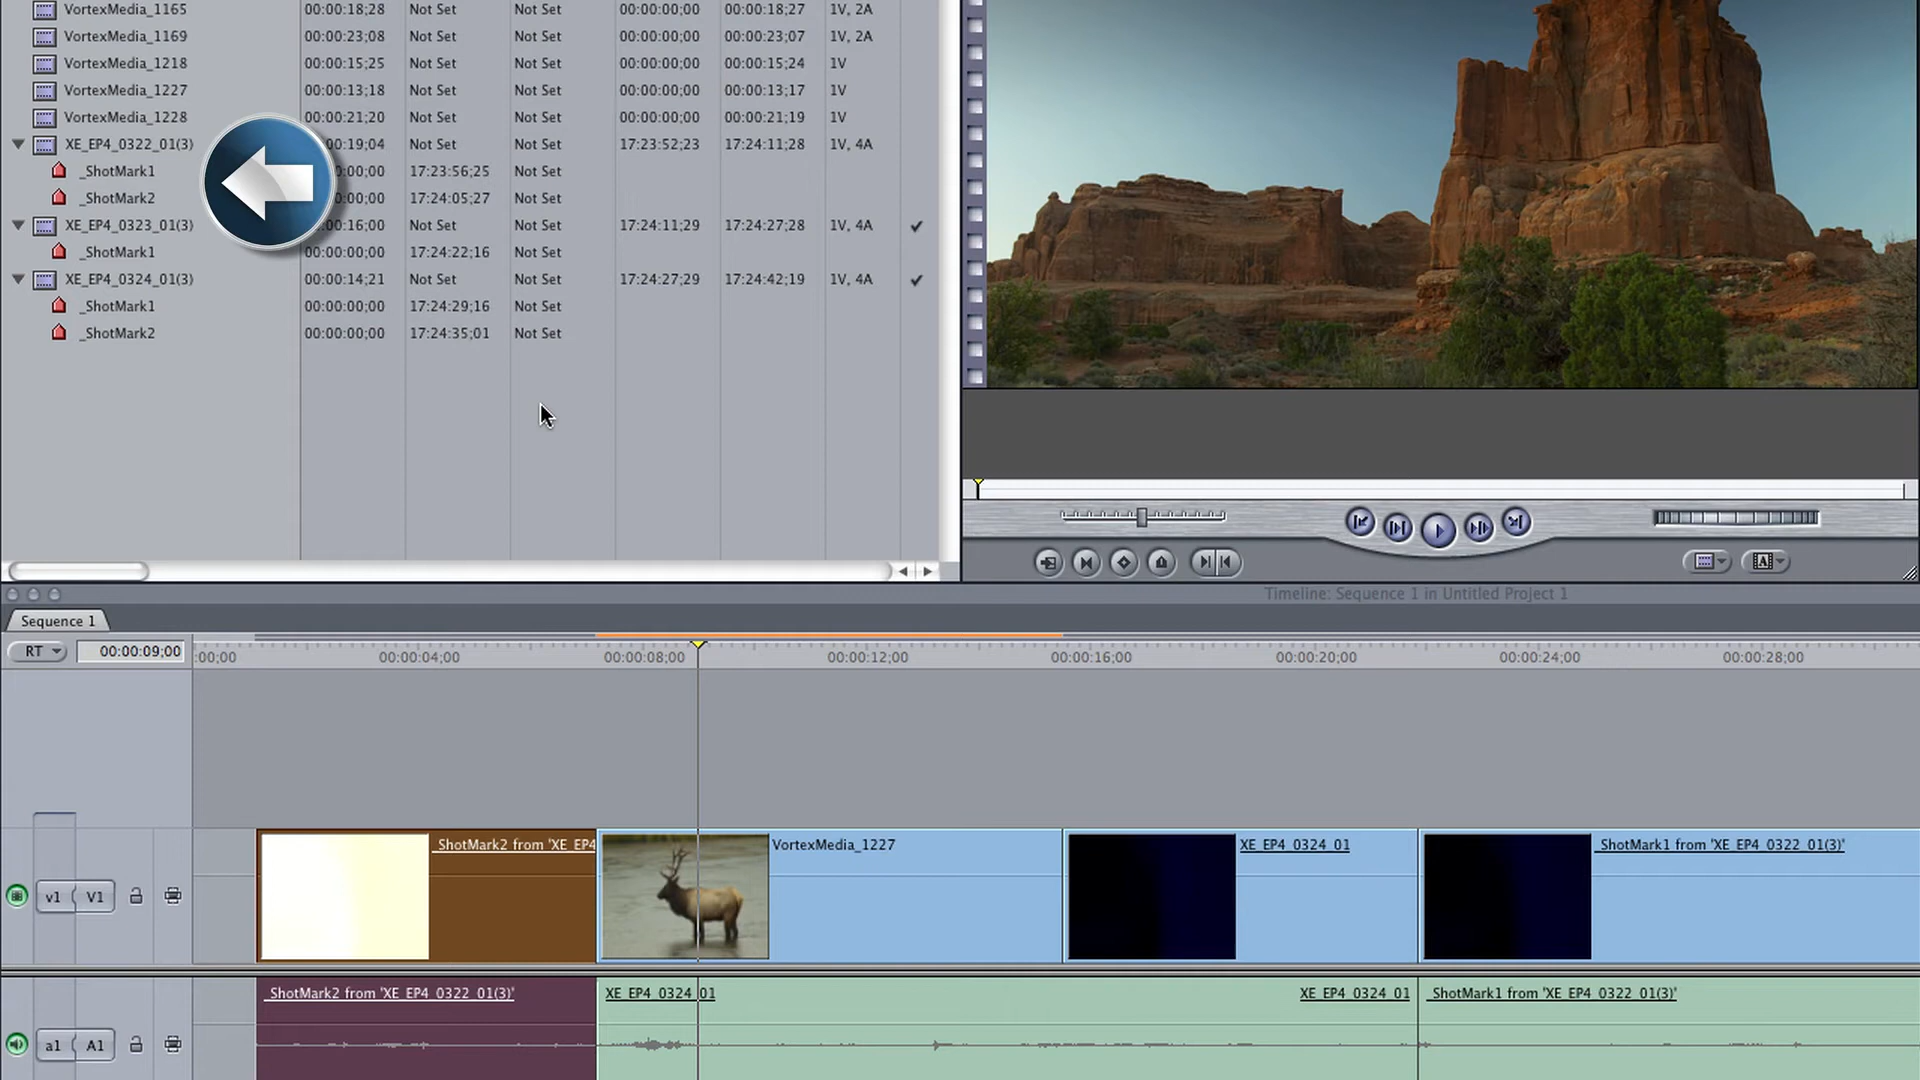 VortexMedia_1165 00:00:18;28 Not Set Not Set 00:00:00;00 00:00:18;27 1V, 2A
VortexMedia_1169 00:00:23;08 Not Set Not Set 00:00:00;00 00:00:23;07 1V, 2A
VortexMedia_1218 00:00:15;25 Not Set Not Set 00:00:00;00 00:00:15;24 1V
VortexMedia_1227 00:00:13;18 Not Set Not Set 00:00:00;00 00:00:13;17 1V
VortexMedia_1228 00:00:21;20 Not Set Not Set 00:00:00;00 00:00:21;19 1V
XE_EP4_0322_01(3) 00:19;04 Not Set 17:23:52;23 17:24:11;28 1V, 4A
_ShotMark1 00;00 17:23:56;25 Not Set
_ShotMark2 00;00 17:24:05;27 Not Set
XE_EP4_0323_01(3) 00:16;00 Not Set 17:24:11;29 17:24:27;28 1V, 4A
_ShotMark1 00:00:00;00 17:24:22;16 Not Set
XE_EP4_0324_01(3) 00:00:14;21 Not Set Not Set 17:24:27;29 17:24:42;19 1V, 4A
_ShotMark1 00:00:00;00 17:24:29;16 Not Set
_ShotMark2 00:00:00;00 17:24:35;01 Not Set
Timeline: Sequence 1 in Untitled Project 1
Sequence 1
RT 00:00:09;00 :00;00 00:00:04;00 00:00:08;00 00:00:12;00 00:00:16;00 00:00:20;00 00:00:24;00 00:00:28;00
_ShotMark2 from 'XE_EP4 VortexMedia_1227 XE_EP4_0324_01 _ShotMark1 from 'XE_EP4_0322_01(3)'
v1 V1
_ShotMark2 from 'XE_EP4_0322_01(3)' XE_EP4_0324_01 XE_EP4_0324_01 _ShotMark1 from 'XE_EP4_0322_01(3)'
a1 A1